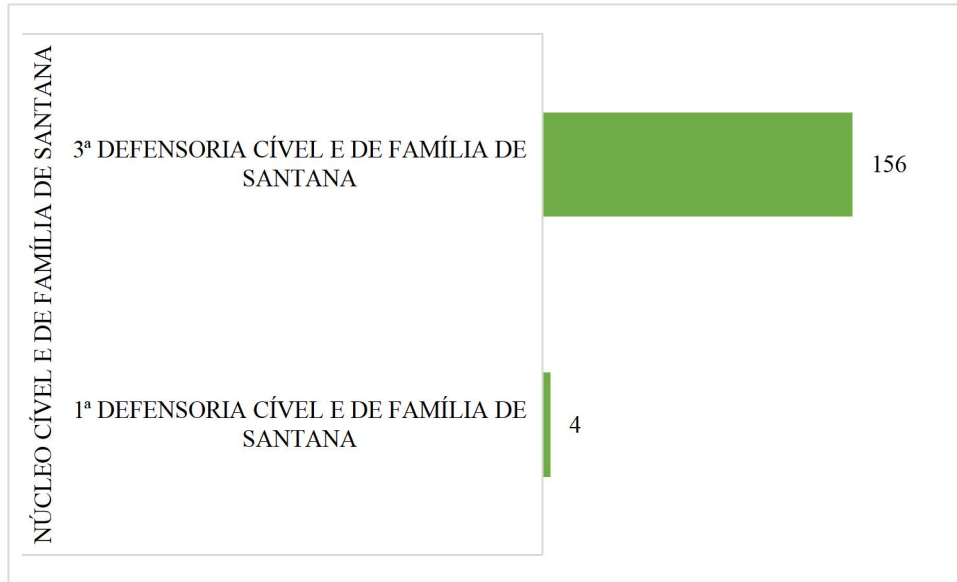 NÚCLEO CÍVEL E DE FAMÍLIA DE SANTANA
3ª DEFENSORIA CÍVEL E DE FAMÍLIA DE
SANTANA
156
1ª DEFENSORIA CÍVEL E DE FAMÍLIA DE
SANTANA
4